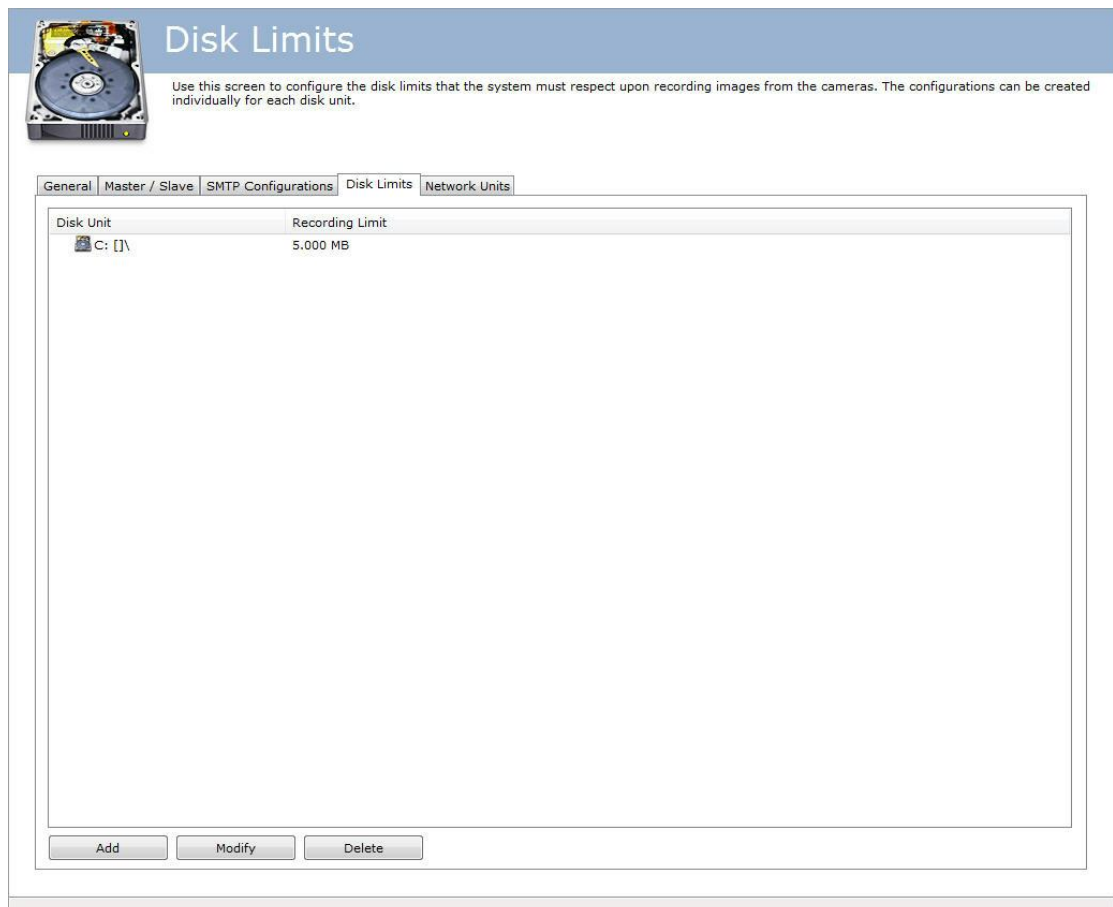 Disk Limits
Use this screen to configure the disk limits that the system must respect upon recording images from the cameras. The configurations can be created
individually for each disk unit.
General Master / Slave SMTP Configurations Disk Limits Network Units
Disk Unit Recording Limit
C: []\ 5.000 MB
Add Modify Delete